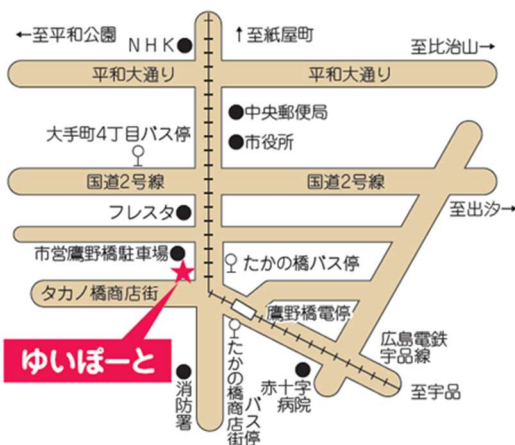 ←至平和公園
NHK
↑至紙屋町
至比治山→
平和大通り
平和大通り
中央郵便局
大手町4丁目バス停
市役所
国道2号線
国道2号線
フレスタ
至出汐→
市営鷹野橋駐車場
たかの橋バス停
タカノ橋商店街
鷹野橋電停
広島電鉄
宇品線
ゆいぽーと
たかの橋商店街
バス停
消防署
赤十字
病院
至宇品